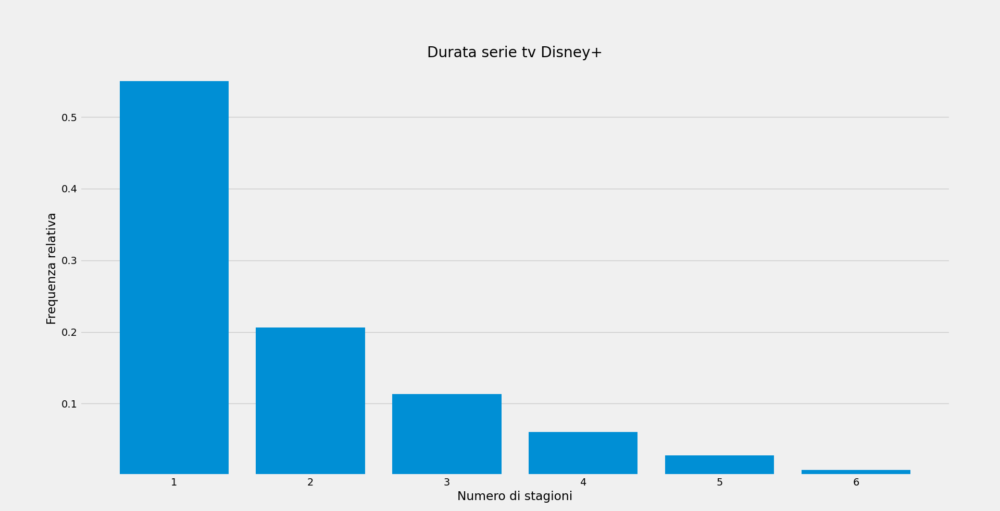 Durata serie tv Disney+
0.5
0.4
0.3
0.2
0.1
Frequenza relativa
1 2 3 4 5 6
Numero di stagioni